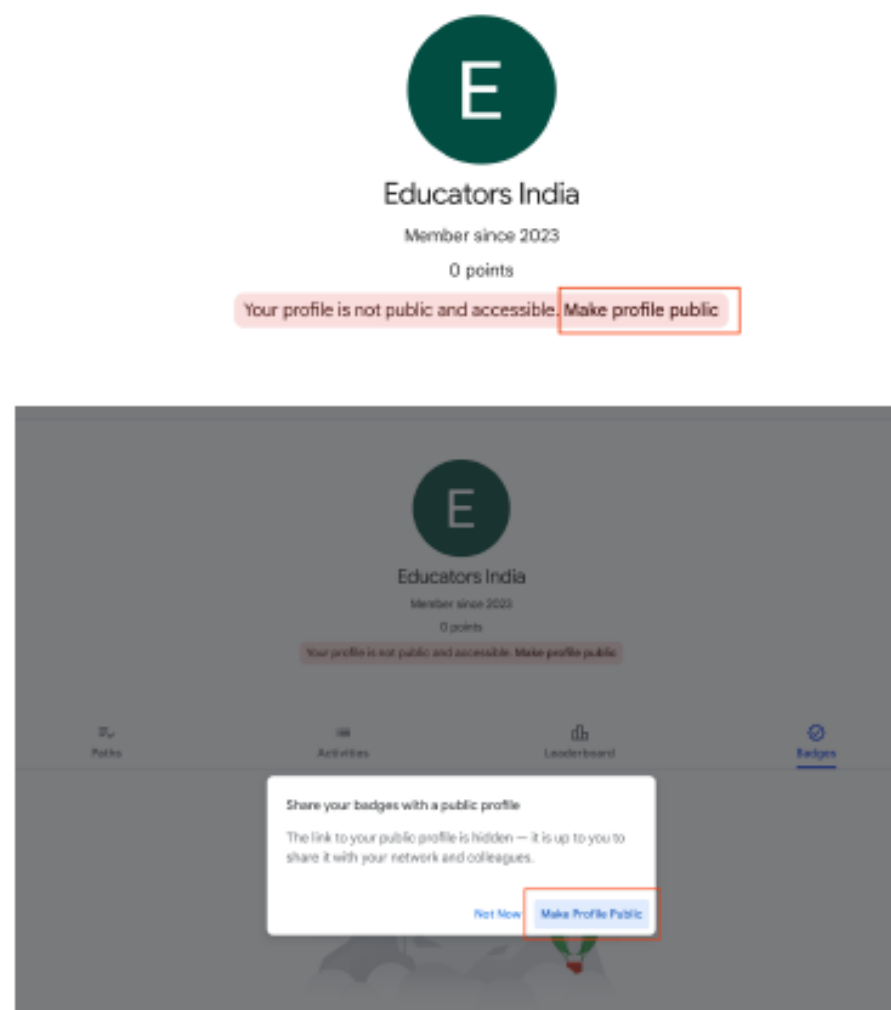 E
Educators India
Member since 2023
0 points
Your profile is not public and accessible. Make profile public
E
Educators India
Member since 2023
0 points
Your profile is not public and accessible. Make profile public
Paths Activities Leaderboard Badges
Share your badges with a public profile
The link to your public profile is hidden — it is up to you to
share it with your network and colleagues.
Not Now Make Profile Public